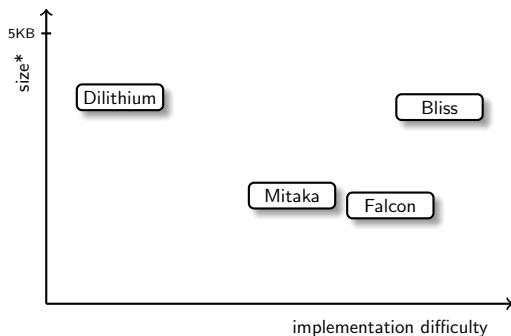 5KB
size*
Dilithium
Bliss
Mitaka
Falcon
implementation difficulty